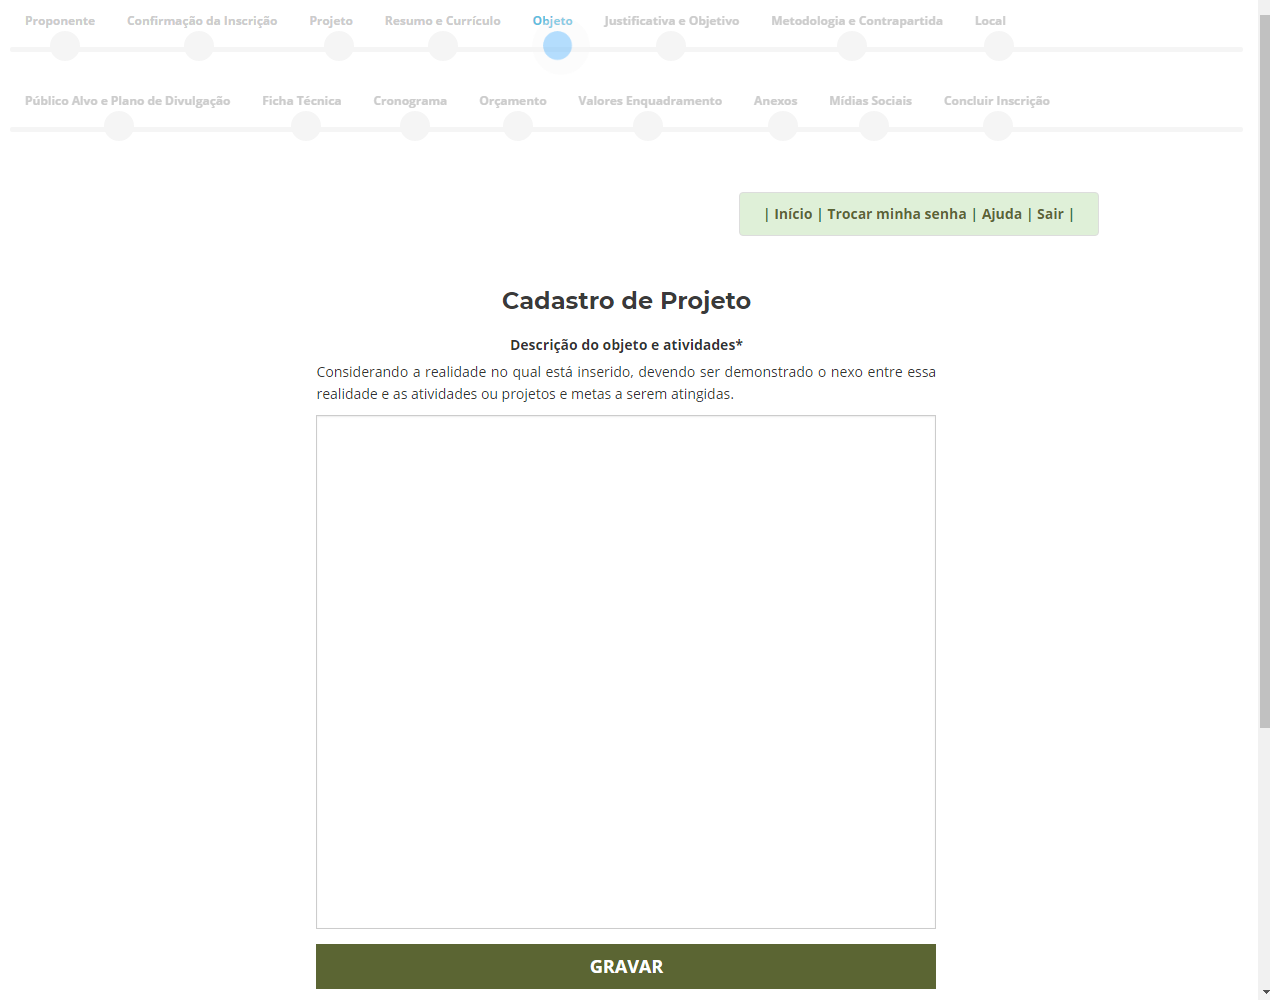 Proponente Confirmação da Inscrição Projeto Resumo e Currículo Objeto Justificativa e Objetivo Metodologia e Contrapartida Local
Público Alvo e Plano de Divulgação Ficha Técnica Cronograma Orçamento Valores Enquadramento Anexos Mídias Sociais Concluir Inscrição
| Início | Trocar minha senha | Ajuda | Sair |
Cadastro de Projeto
Descrição do objeto e atividades*
Considerando a realidade no qual está inserido, devendo ser demonstrado o nexo entre essa
realidade e as atividades ou projetos e metas a serem atingidas.
GRAVAR